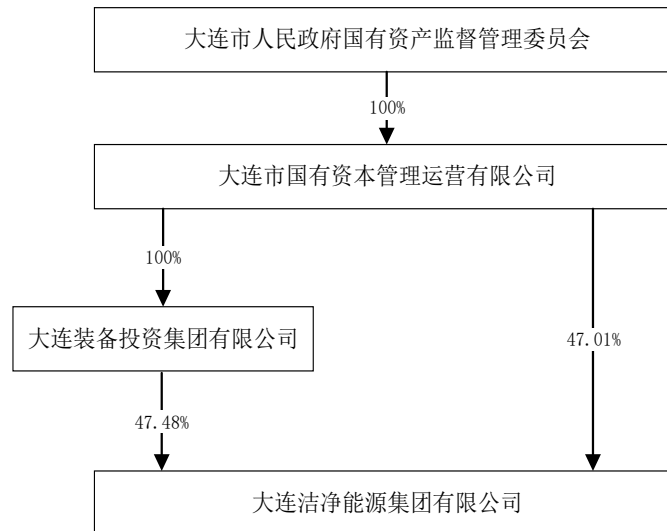 大连市人民政府国有资产监督管理委员会
100%
大连市国有资本管理运营有限公司
100%
大连装备投资集团有限公司
47.01%
47.48%
大连洁净能源集团有限公司